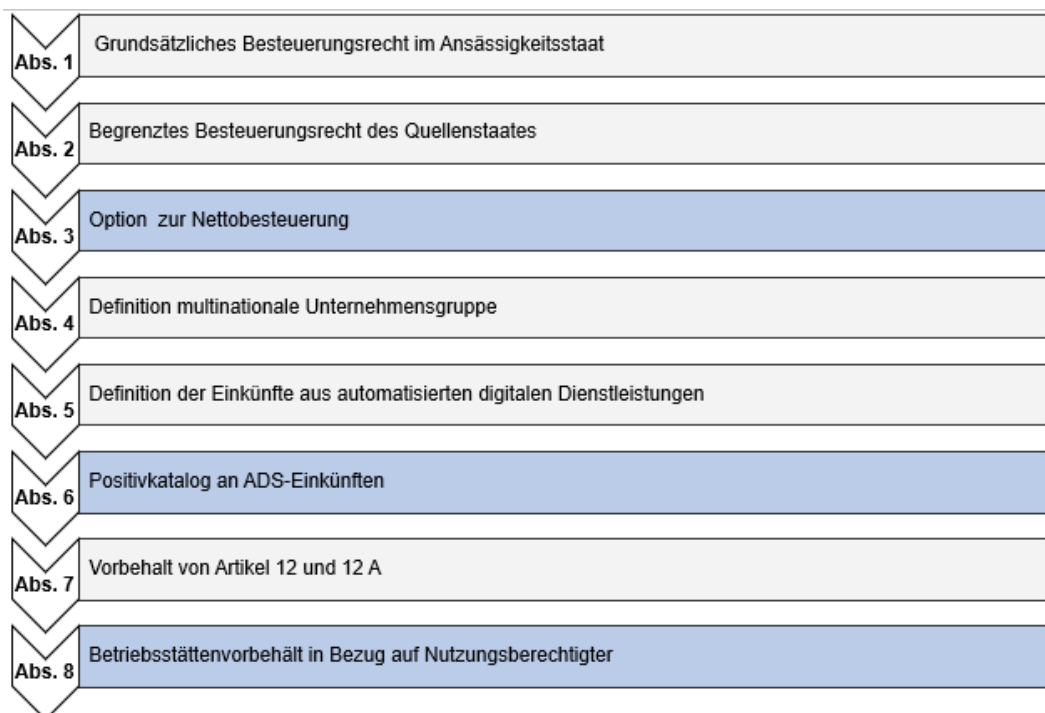 Abs. 1 Grundsätzliches Besteuerungsrecht im Ansässigkeitsstaat
Abs. 2 Begrenztes Besteuerungsrecht des Quellenstaates
Abs. 3 Option zur Nettobesteuerung
Abs. 4 Definition multinationale Unternehmensgruppe
Abs. 5 Definition der Einkünfte aus automatisierten digitalen Dienstleistungen
Abs. 6 Positivkatalog an ADS-Einkünften
Abs. 7 Vorbehalt von Artikel 12 und 12 A
Abs. 8 Betriebsstättenvorbehält in Bezug auf Nutzungsberechtigter